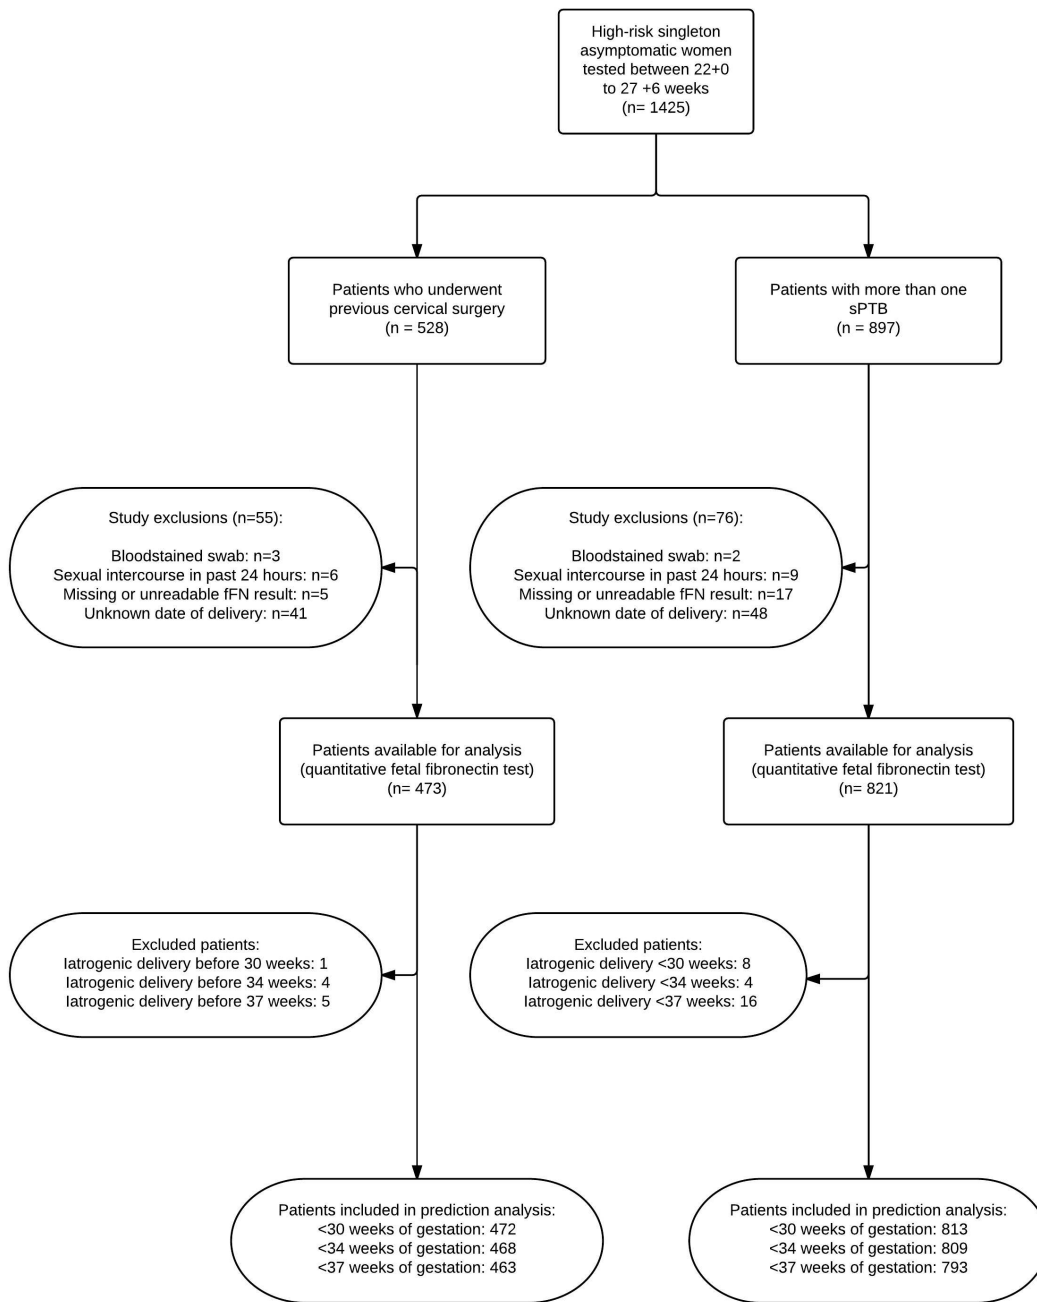 High-risk singleton
asymptomatic women
tested between 22+0
to 27 +6 weeks
(n= 1425)
Patients who underwent
previous cervical surgery
(n = 528)
Patients with more than one
sPTB
(n = 897)
Study exclusions (n=55):
Bloodstained swab: n=3
Sexual intercourse in past 24 hours: n=6
Missing or unreadable fFN result: n=5
Unknown date of delivery: n=41
Study exclusions (n=76):
Bloodstained swab: n=2
Sexual intercourse in past 24 hours: n=9
Missing or unreadable fFN result: n=17
Unknown date of delivery: n=48
Patients available for analysis
(quantitative fetal fibronectin test)
(n= 473)
Patients available for analysis
(quantitative fetal fibronectin test)
(n= 821)
Excluded patients:
Iatrogenic delivery before 30 weeks: 1
Iatrogenic delivery before 34 weeks: 4
Iatrogenic delivery before 37 weeks: 5
Excluded patients:
Iatrogenic delivery <30 weeks: 8
Iatrogenic delivery <34 weeks: 4
Iatrogenic delivery <37 weeks: 16
Patients included in prediction analysis:
<30 weeks of gestation: 472
<34 weeks of gestation: 468
<37 weeks of gestation: 463
Patients included in prediction analysis:
<30 weeks of gestation: 813
<34 weeks of gestation: 809
<37 weeks of gestation: 793